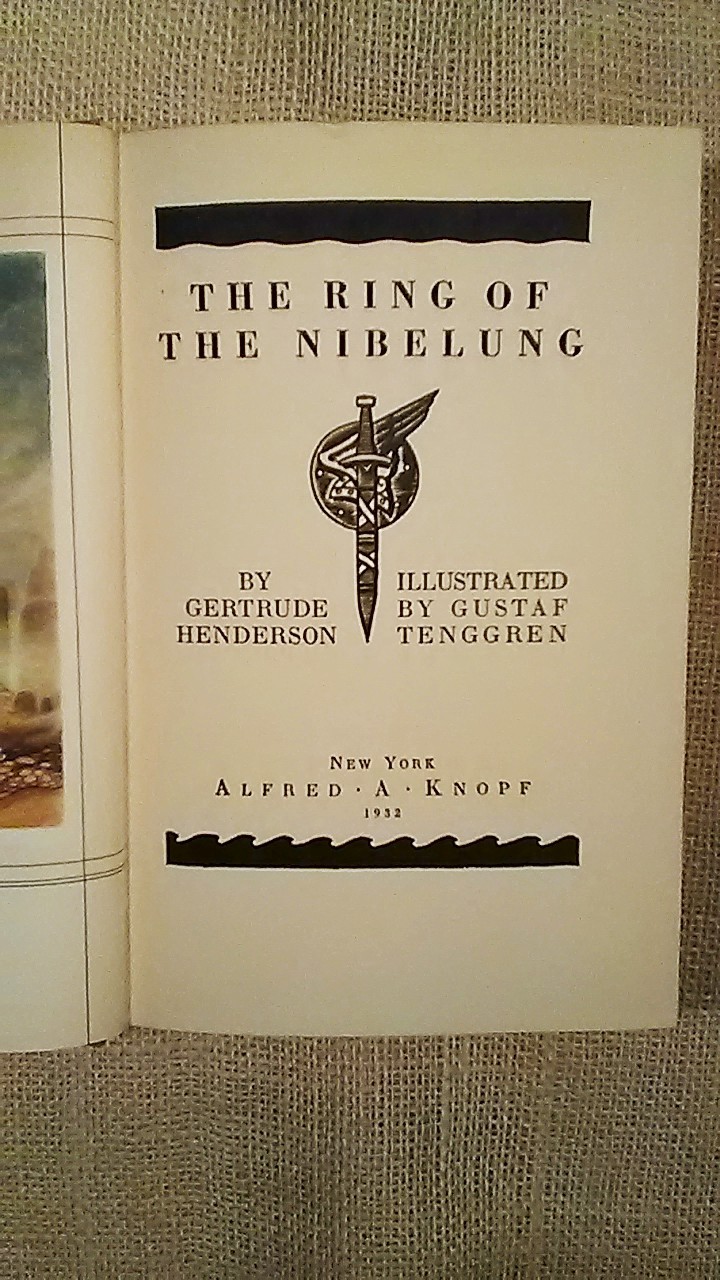 THE RING OF
THE NIBELUNG
BY
GERTRUDE
HENDERSON
ILLUSTRATED
BY GUSTAF
TENGGREN
NEW YORK
ALFRED · A · KNOPF
1932